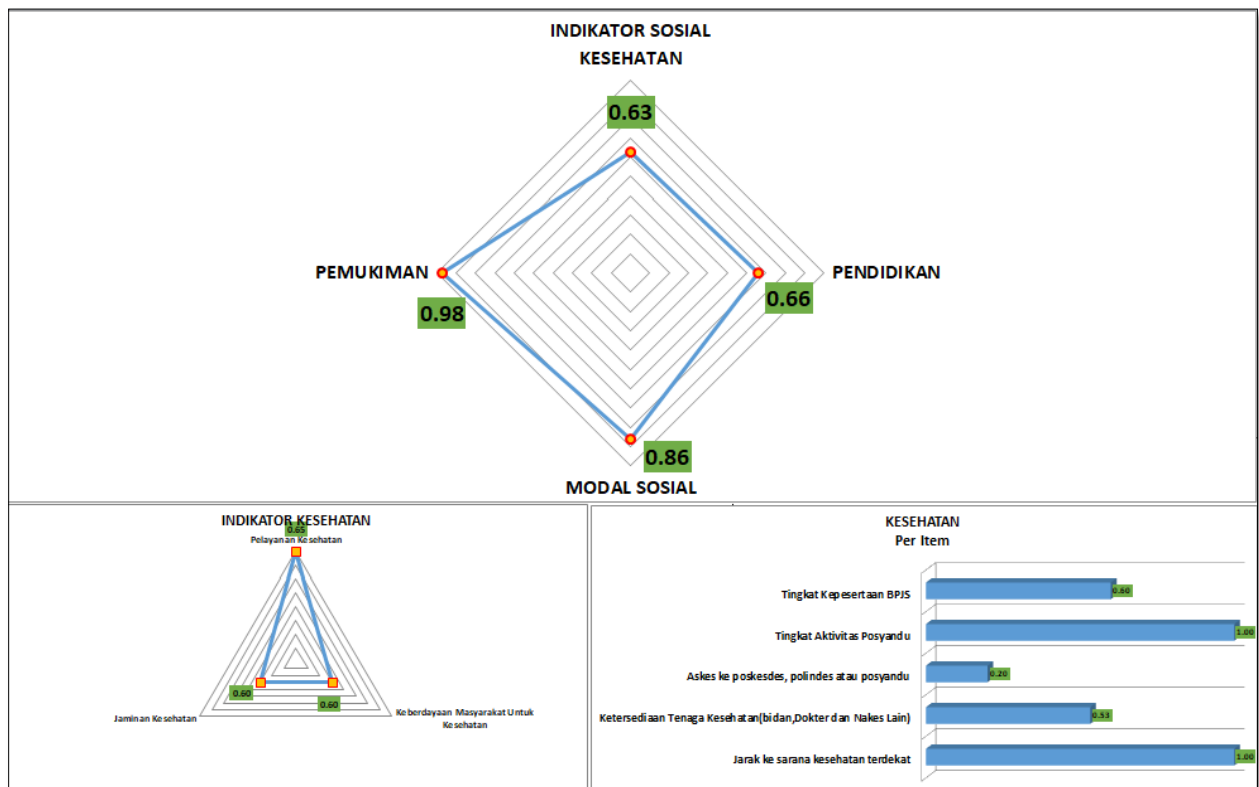 INDIKATOR SOSIAL
KESEHATAN
0.63
PEMUKIMAN
PENDIDIKAN
0.98
0.66
0.86
MODAL SOSIAL
INDIKATOR KESEHATAN
0.65
Pelayanan Kesehatan
0.60
0.60
Jaminan Kesehatan
Keberdayaan Masyarakat Untuk
Kesehatan
KESEHATAN
Per Item
Tingkat Kepesertaan BPJS
0.60
Tingkat Aktivitas Posyandu
1.00
Askes ke poskesdes, polindes atau posyandu
0.20
Ketersediaan Tenaga Kesehatan(bidan,Dokter dan Nakes Lain)
0.53
Jarak ke sarana kesehatan terdekat
1.00